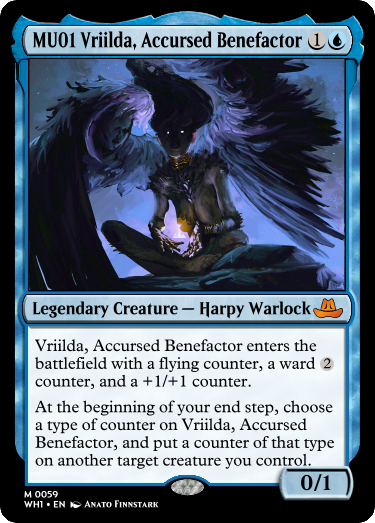 MU01 Vriilda, Accursed Benefactor 1
Legendary Creature — Harpy Warlock
Vriilda, Accursed Benefactor enters the
battlefield with a flying counter, a ward 2
counter, and a +1/+1 counter.
At the beginning of your end step, choose
a type of counter on Vriilda, Accursed
Benefactor, and put a counter of that type
on another target creature you control.
0/1
M 0059
WH1 • EN Anato Finnstark